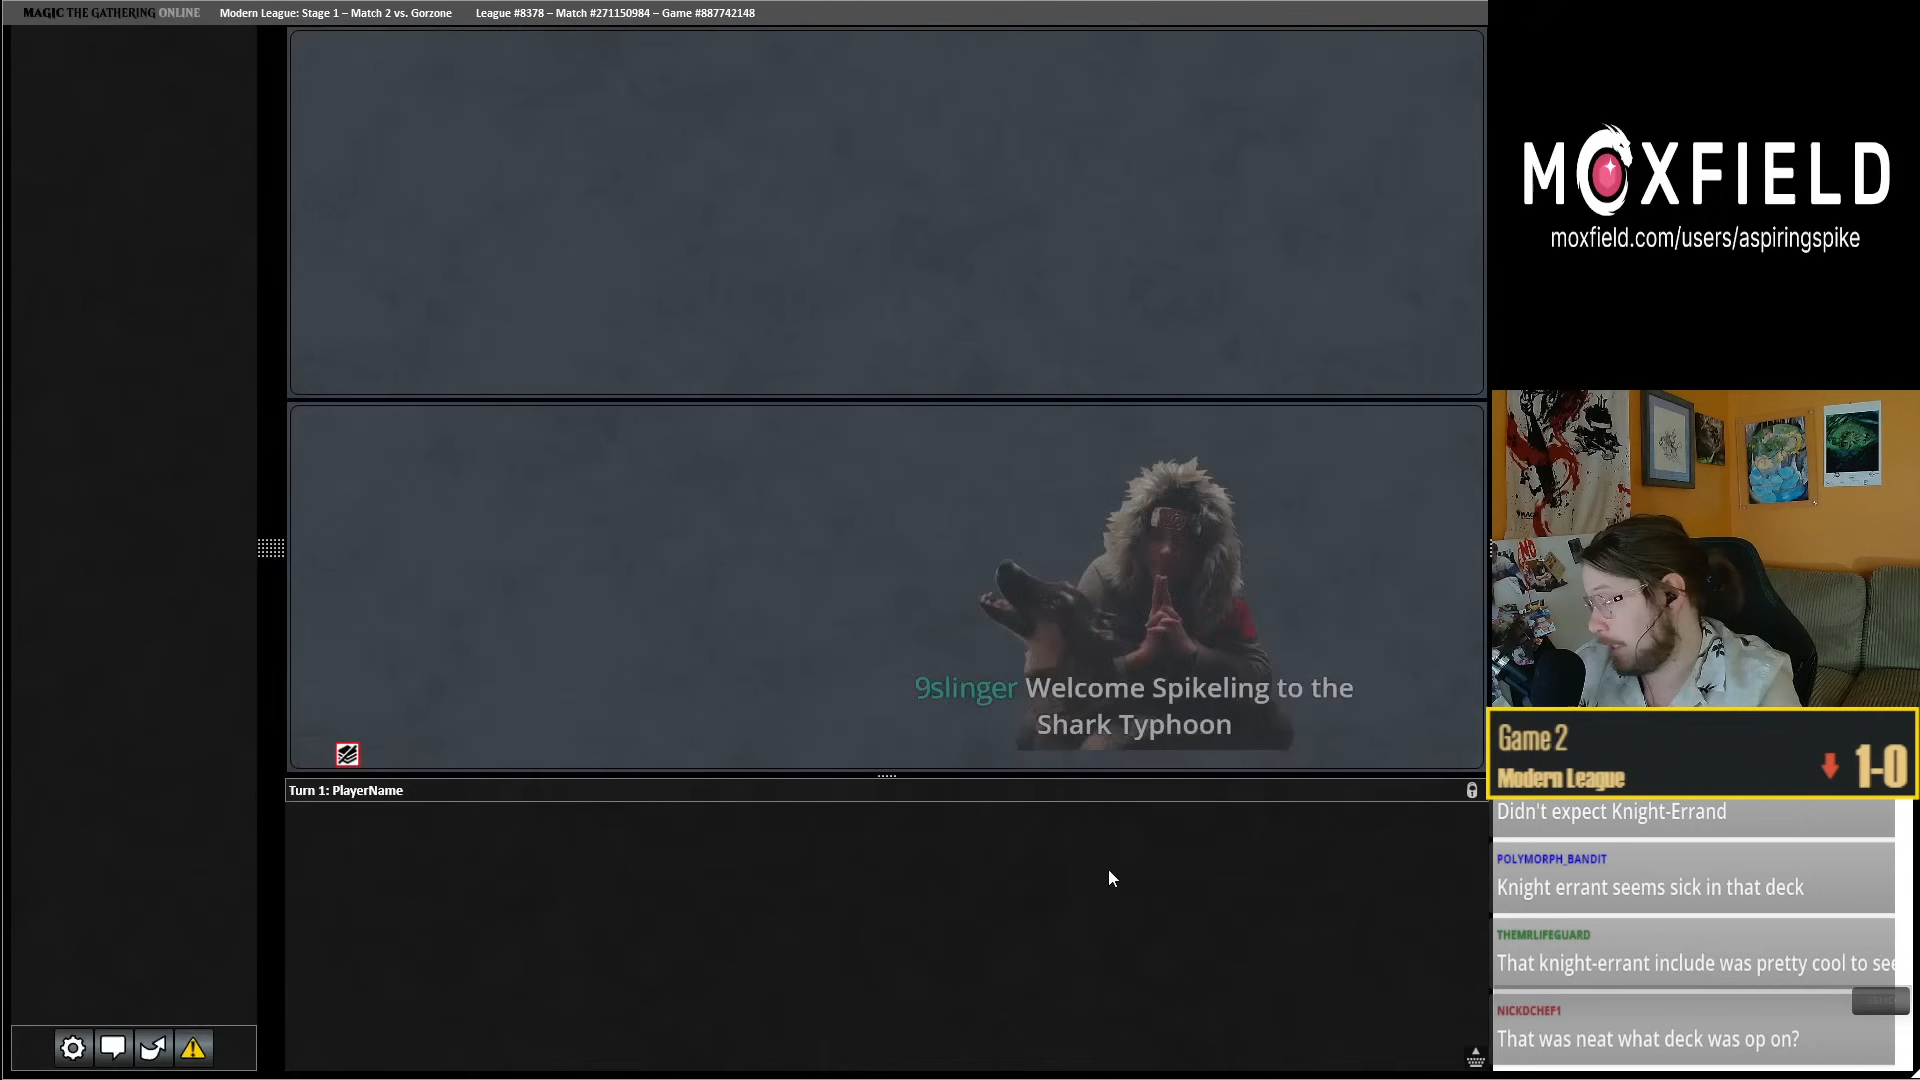 MAGIC THE GATHERING ONLINE Modern League: Stage 1 – Match 2 vs. Gorzone League #8378 – Match #271150984 – Game #887742148
MOXFIELD
moxfield.com/users/aspiringspike
9slinger Welcome Spikeling to the
Shark Typhoon
Turn 1: PlayerName
Game 2
Modern League
1-0
Didn't expect Knight-Errand
POLYMORPH_BANDIT
Knight errant seems sick in that deck
THEMRLIFEGUARD
That knight-errant include was pretty cool to see
NICKDCHEF1
That was neat what deck was op on?
NO